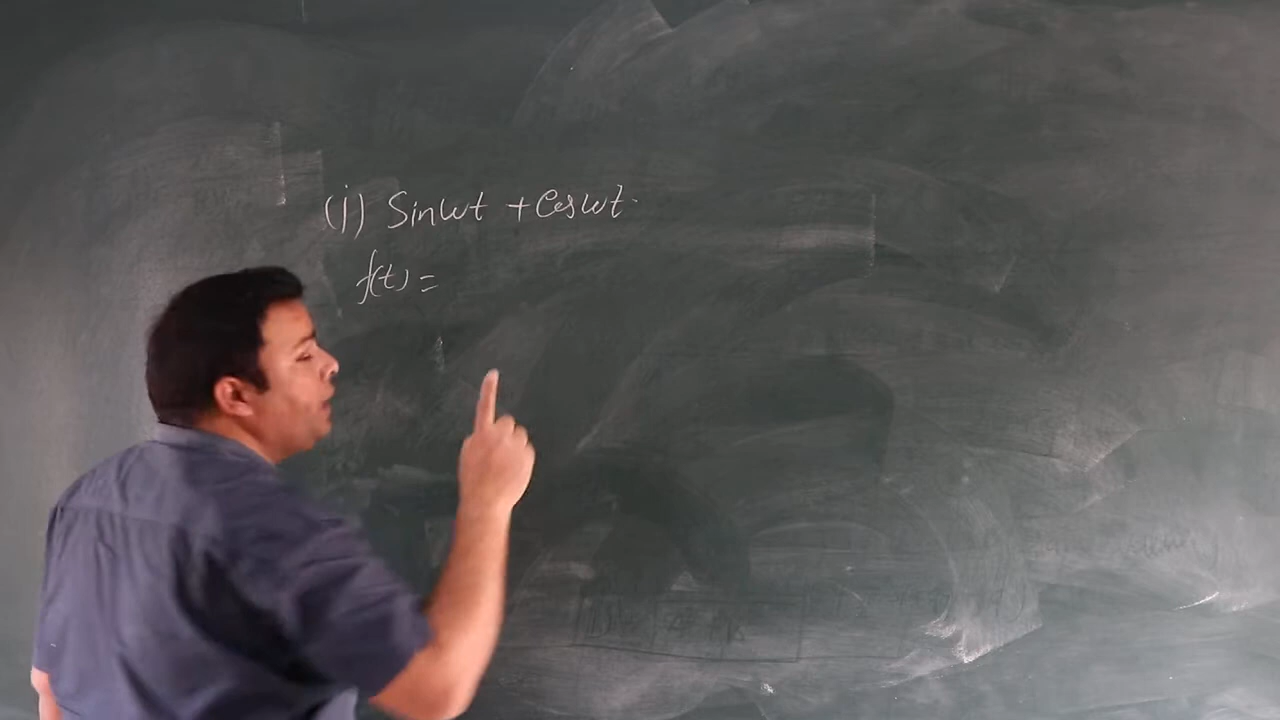 (j) Sinωt + Cosωt.
f(t) =